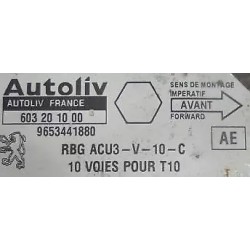 Autoliv
AUTOLIV FRANCE
603 20 10 00
9653441880
SENS DE MONTAGE
IMPERATIF
AVANT
FORWARD
AE
RBG ACU3-V-10-C
10 VOIES POUR T10